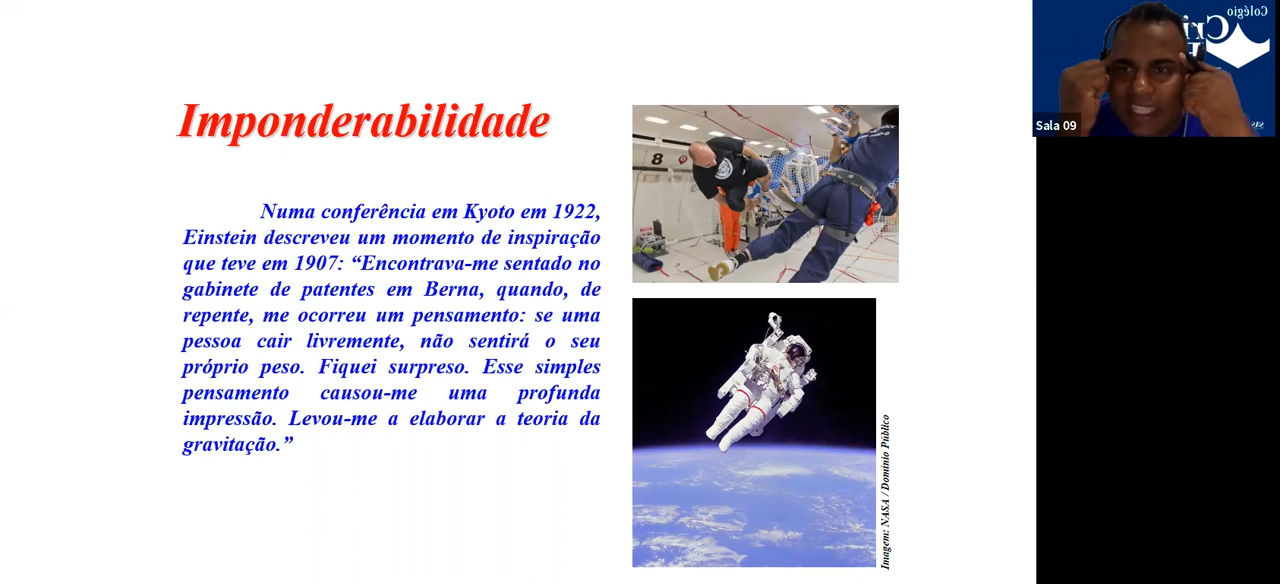 Imponderabilidade
Numa conferência em Kyoto em 1922,
Einstein descreveu um momento de inspiração
que teve em 1907: “Encontrava-me sentado no
gabinete de patentes em Berna, quando, de
repente, me ocorreu um pensamento: se uma
pessoa cair livremente, não sentirá o seu
próprio peso. Fiquei surpreso. Esse simples
pensamento causou-me uma profunda
impressão. Levou-me a elaborar a teoria da
gravitação.”
8
Imagem: NASA / Domínio Público
Colégio
Sala 09